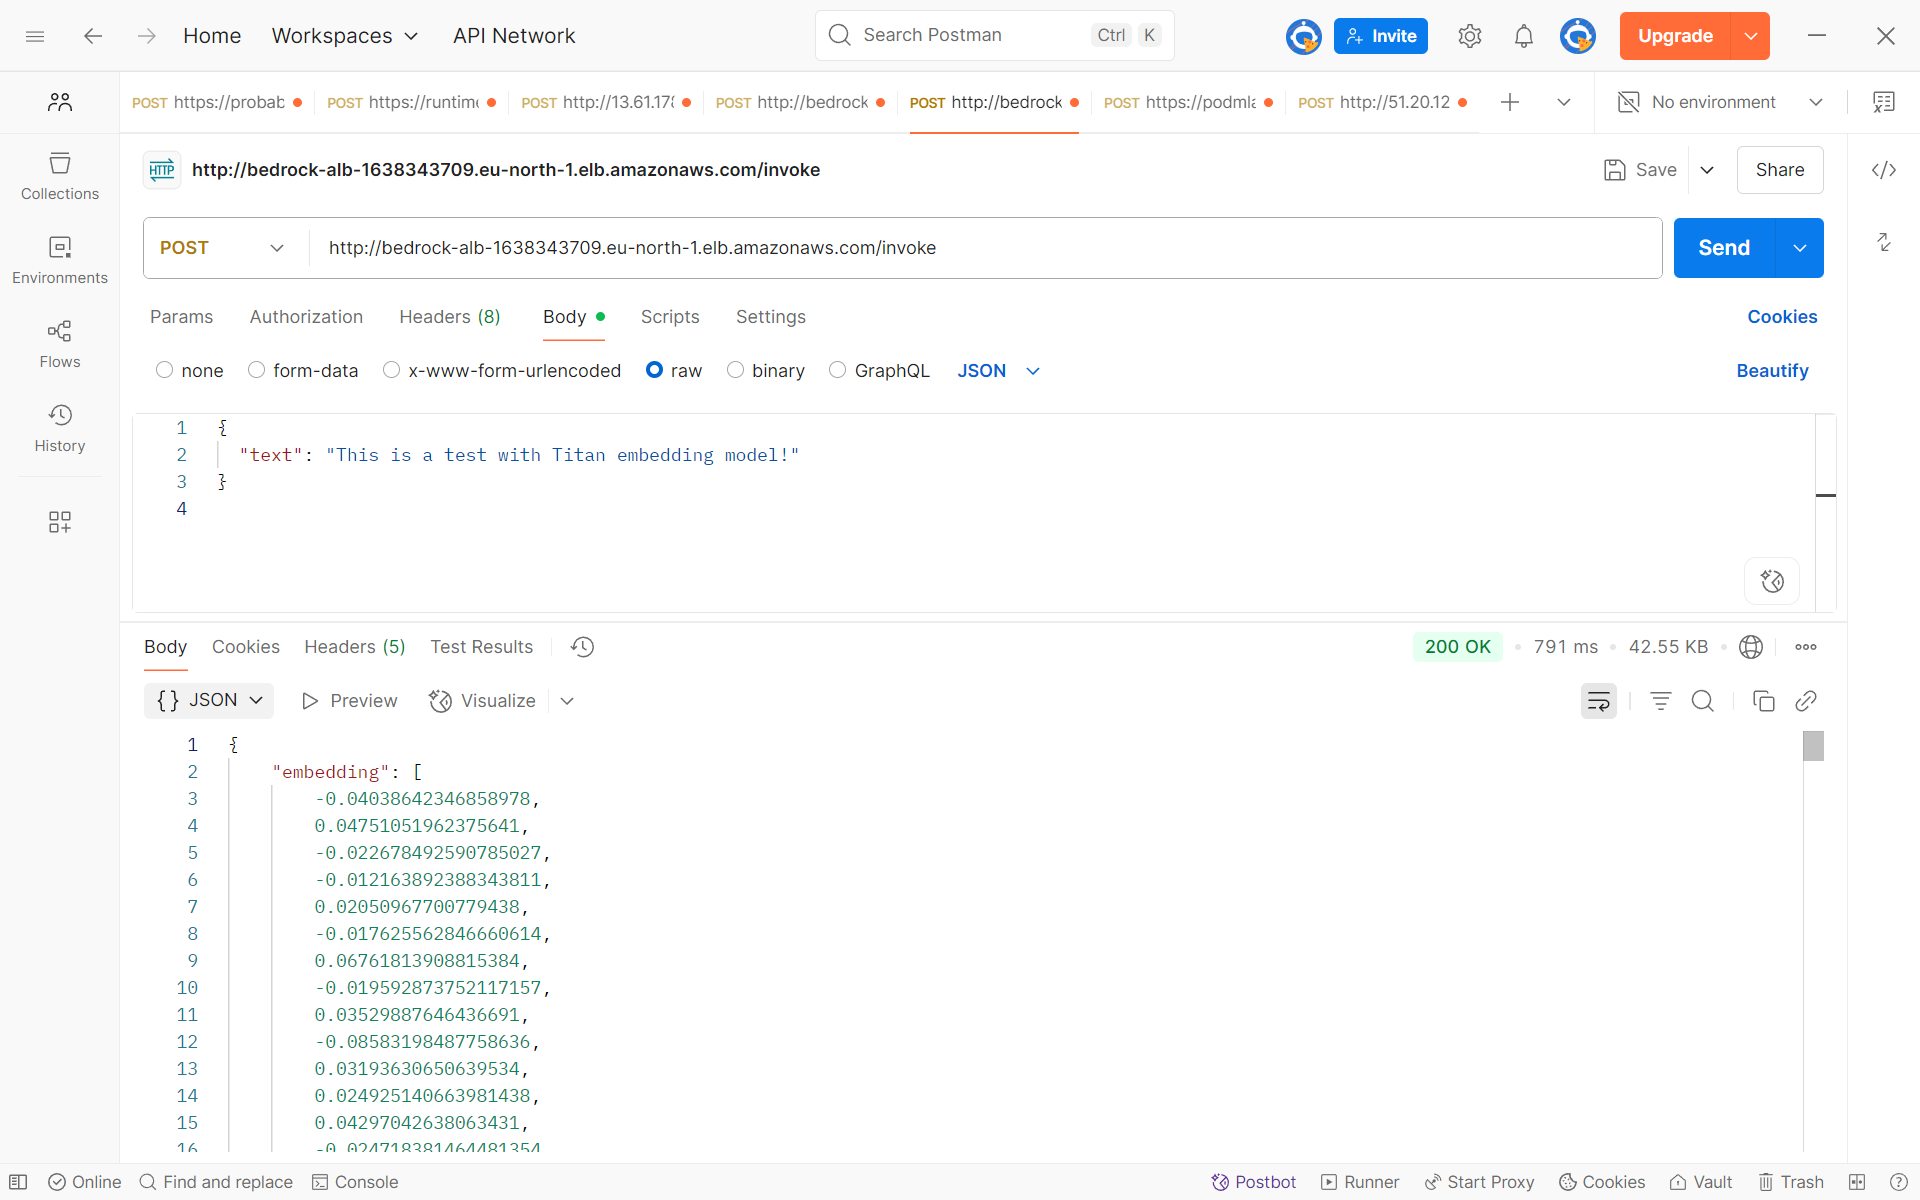 Home Workspaces API Network Search Postman Ctrl K Invite Upgrade
POST https://probab POST https://runtim POST http://13.61.178 POST http://bedrock POST http://bedrock POST https://podmla POST http://51.20.12 No environment
HTTP http://bedrock-alb-1638343709.eu-north-1.elb.amazonaws.com/invoke Save Share
POST http://bedrock-alb-1638343709.eu-north-1.elb.amazonaws.com/invoke Send
Params Authorization Headers (8) Body Scripts Settings Cookies
none form-data x-www-form-urlencoded raw binary GraphQL JSON Beautify
Collections
Environments
Flows
History
1 {
2 "text": "This is a test with Titan embedding model!"
3 }
4
Body Cookies Headers (5) Test Results 200 OK • 791 ms • 42.55 KB •
{} JSON Preview Visualize
1 {
2 "embedding": [
3 -0.04038642346858978,
4 0.04751051962375641,
5 -0.022678492590785027,
6 -0.012163892388343811,
7 0.02050967700779438,
8 -0.017625562846660614,
9 0.06761813908815384,
10 -0.019592873752117157,
11 0.03529887646436691,
12 -0.08583198487758636,
13 0.03193630650639534,
14 0.024925140663981438,
15 0.04297042638063431,
16 -0.024718381464481354
Online Find and replace Console Postbot Runner Start Proxy Cookies Vault Trash